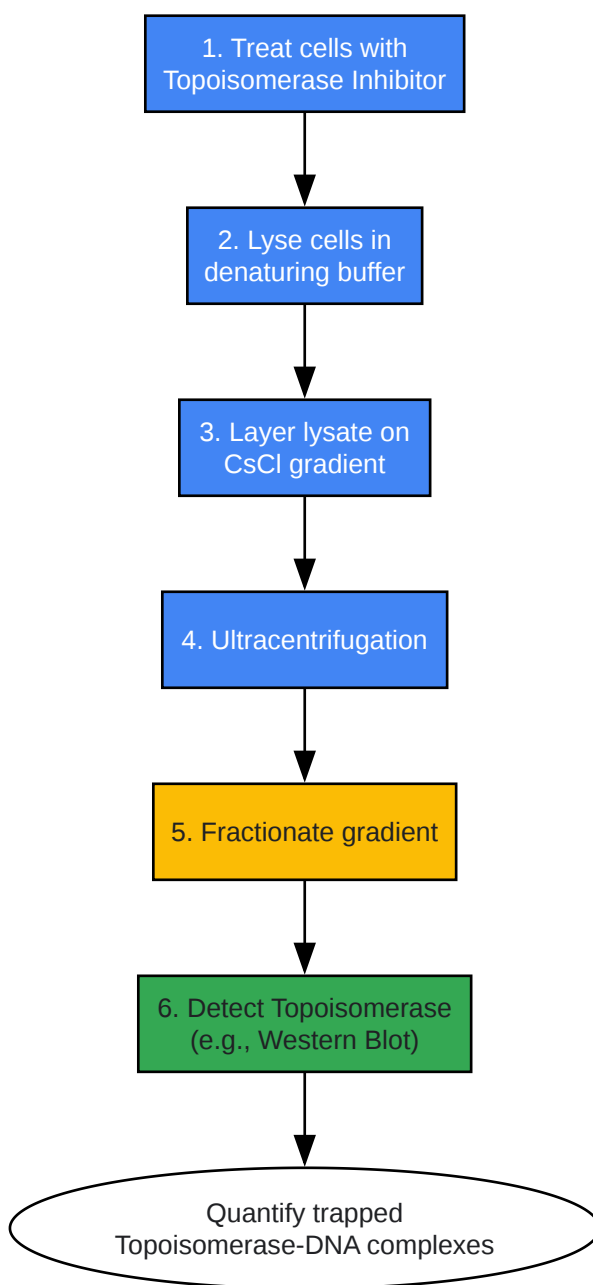 1. Treat cells with
Topoisomerase Inhibitor
2. Lyse cells in
denaturing buffer
3. Layer lysate on
CsCl gradient
4. Ultracentrifugation
5. Fractionate gradient
6. Detect Topoisomerase
(e.g., Western Blot)
Quantify trapped
Topoisomerase-DNA complexes